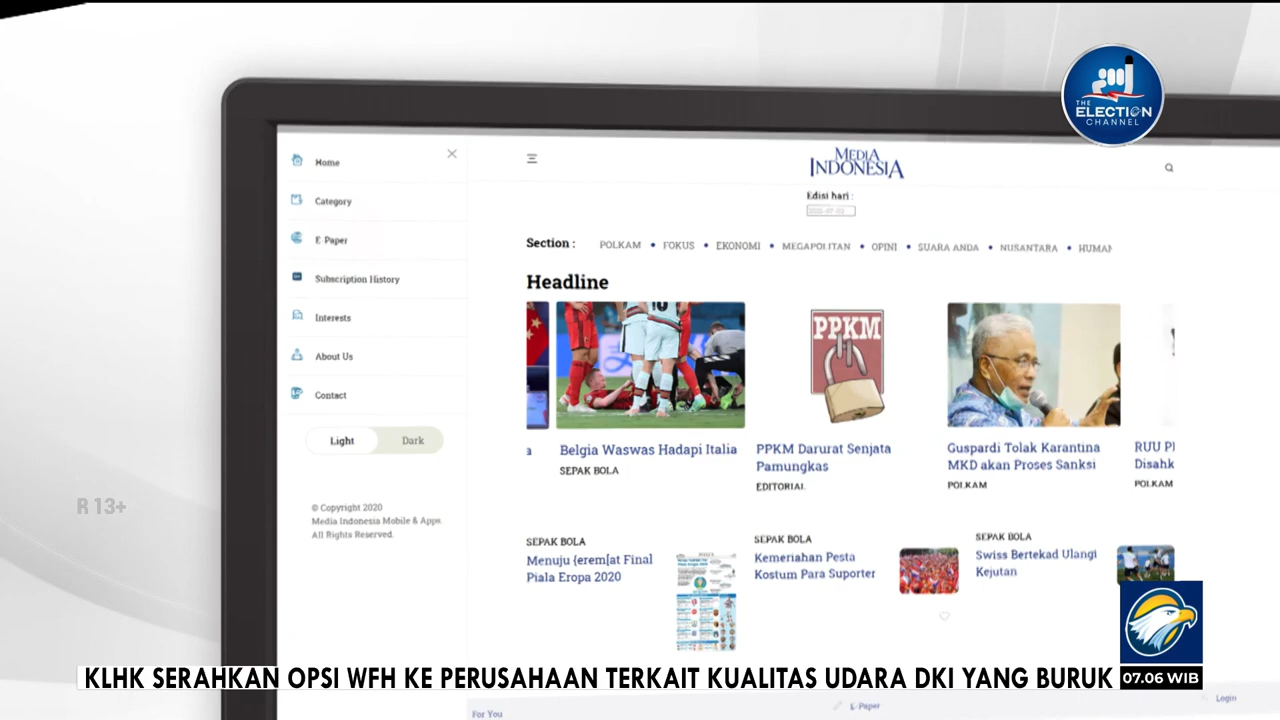 THE
ELECTION
CHANNEL
Home
Category
E-Paper
Subscription History
Interests
About Us
Contact
Light Dark
© Copyright 2020
Media Indonesia Mobile & Apps
All Rights Reserved.
MEDIA
INDONESIA
Edisi hari :
Section : POLKAM • FOKUS • EKONOMI • MEGAPOLITAN • OPINI • SUARA ANDA • NUSANTARA • HUMAN
Headline
PPKM
a
Belgia Waswas Hadapi Italia
SEPAK BOLA
PPKM Darurat Senjata
Pamungkas
EDITORIAL
Guspardi Tolak Karantina
MKD akan Proses Sanksi
POLKAM
RUU P
Disahk
POLKAM
SEPAK BOLA
Menuju {erem[at Final
Piala Eropa 2020
SEPAK BOLA
Kemeriahan Pesta
Kostum Para Suporter
SEPAK BOLA
Swiss Bertekad Ulangi
Kejutan
For You
E-Paper
Login
R 13+
KLHK SERAHKAN OPSI WFH KE PERUSAHAAN TERKAIT KUALITAS UDARA DKI YANG BURUK
07.06 WIB